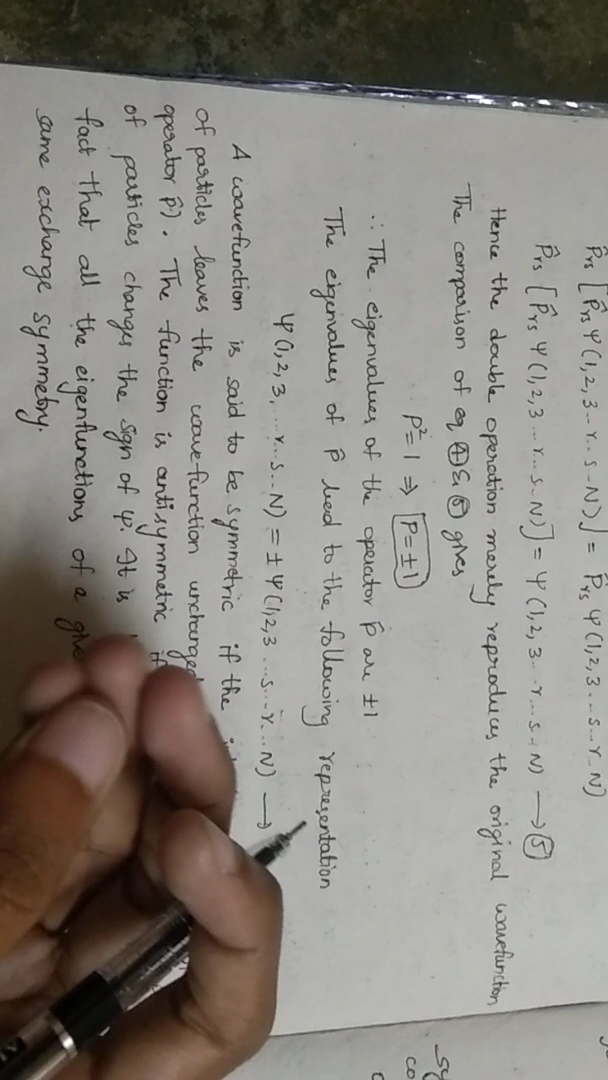 P̂rs [P̂rs Ψ(1,2,3...r..s-N)] = P̂rs Ψ(1,2,3...s...r..N)
P̂rs [P̂rs Ψ(1,2,3...r...s-N)] = Ψ(1,2,3...r...s...N) → ⑤
Hence the double operation merely reproduces the original wavefunction
The comparison of eq ④ & ⑤ gives
P² = 1 ⇒ P = ±1
∴ The eigenvalues of the operator P̂ are ±1
The eigenvalues of P̂ lead to the following representation
Ψ(1,2,3,...r...s...N) = ±Ψ(1,2,3...s...r...N) →
A wavefunction is said to be symmetric if the
of particles leaves the wave function unchanged
operator P̂). The function is antisymmetric if
of particles changes the sign of Ψ. It is
fact that all the eigenfunctions of a
same exchange symmetry.